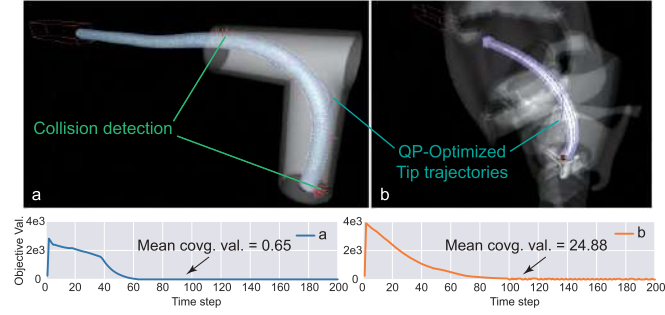 Collision detection
QP-Optimized
Tip trajectories
a
b
Objective Val.
4e3
2e3
0
a
Mean covg. val. = 0.65
0 20 40 60 80 100 120 140 160 180 200
Time step
4e3
2e3
0
b
Mean covg. val. = 24.88
0 20 40 60 80 100 120 140 160 180 200
Time step